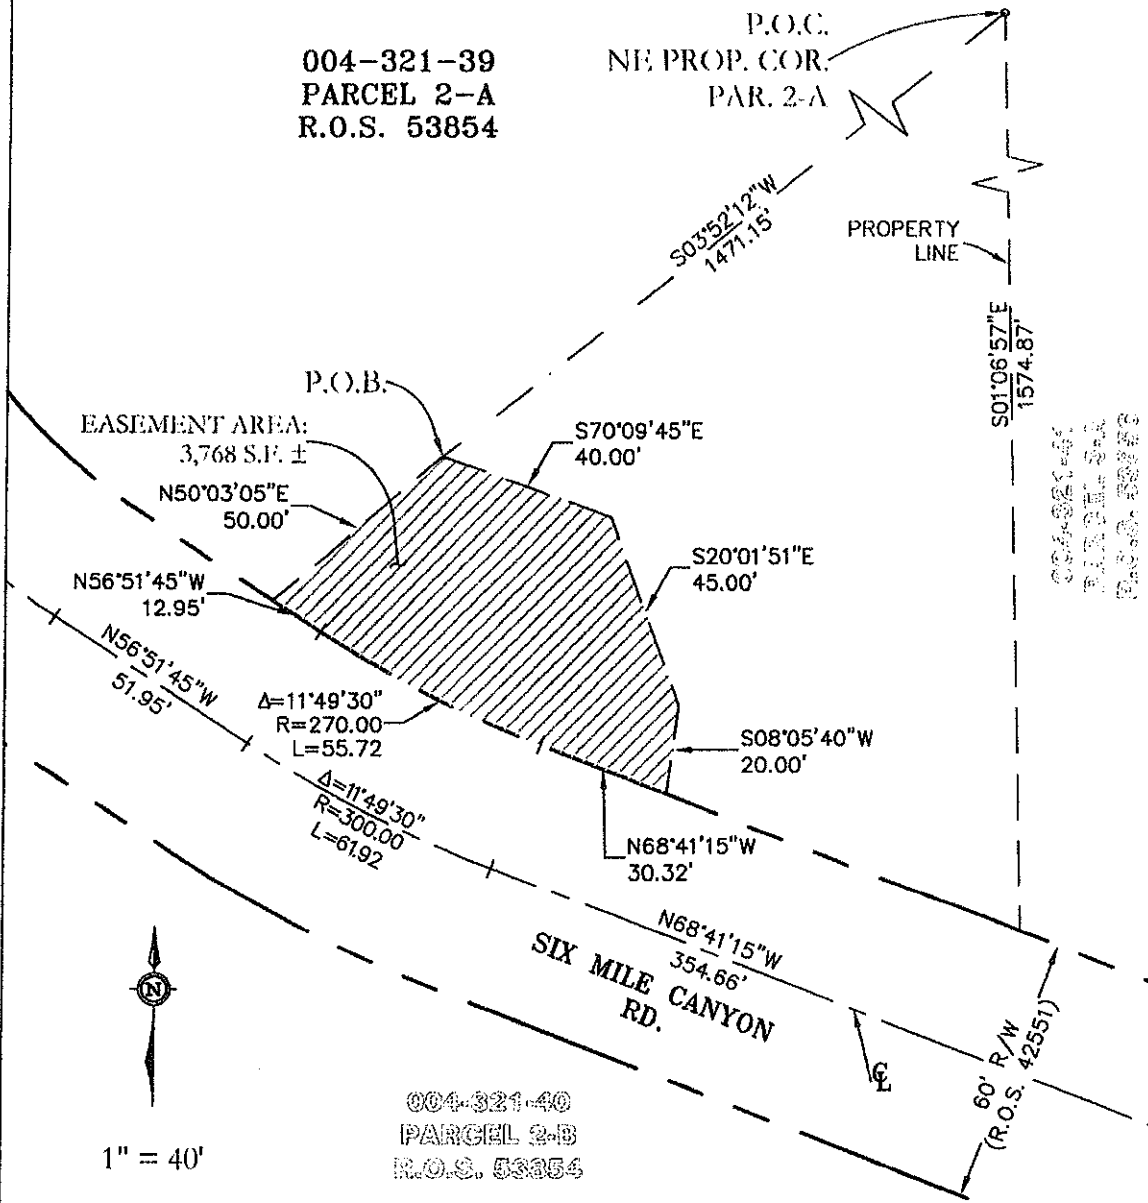 P.O.C.
NE PROP. COR.
PAR. 2-A
004-321-39
PARCEL 2-A
R.O.S. 53854
S03°52'12"W
1471.15'
PROPERTY
LINE
S01°06'57"E
1574.87'
P.O.B.
EASEMENT AREA:
3,768 S.F. ±
S70°09'45"E
40.00'
N50°03'05"E
50.00'
S20°01'51"E
45.00'
N56°51'45"W
12.95'
N56°51'45"W
51.95'
Δ=11°49'30"
R=270.00
L=55.72
S08°05'40"W
20.00'
Δ=11°49'30"
R=300.00
L=61.92
N68°41'15"W
30.32'
N68°41'15"W
354.66'
SIX MILE CANYON
RD.
℄
60' R/W
(R.O.S. 42551)
N
1" = 40'
004-321-40
PARCEL 2-B
R.O.S. 53854